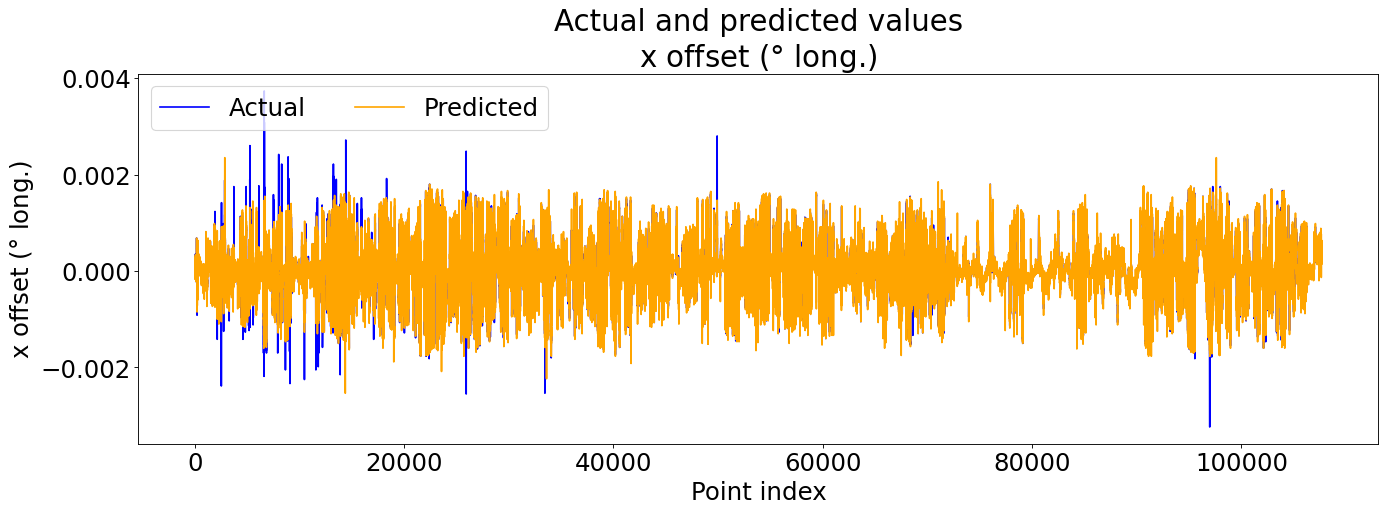 Actual and predicted values
x offset (° long.)
Actual
Predicted
x offset (° long.)
0.004
0.002
0.000
−0.002
0
20000
40000
60000
80000
100000
Point index